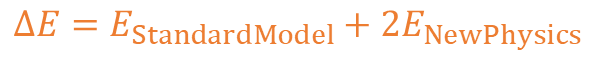 ΔE = E_StandardModel + 2E_NewPhysics